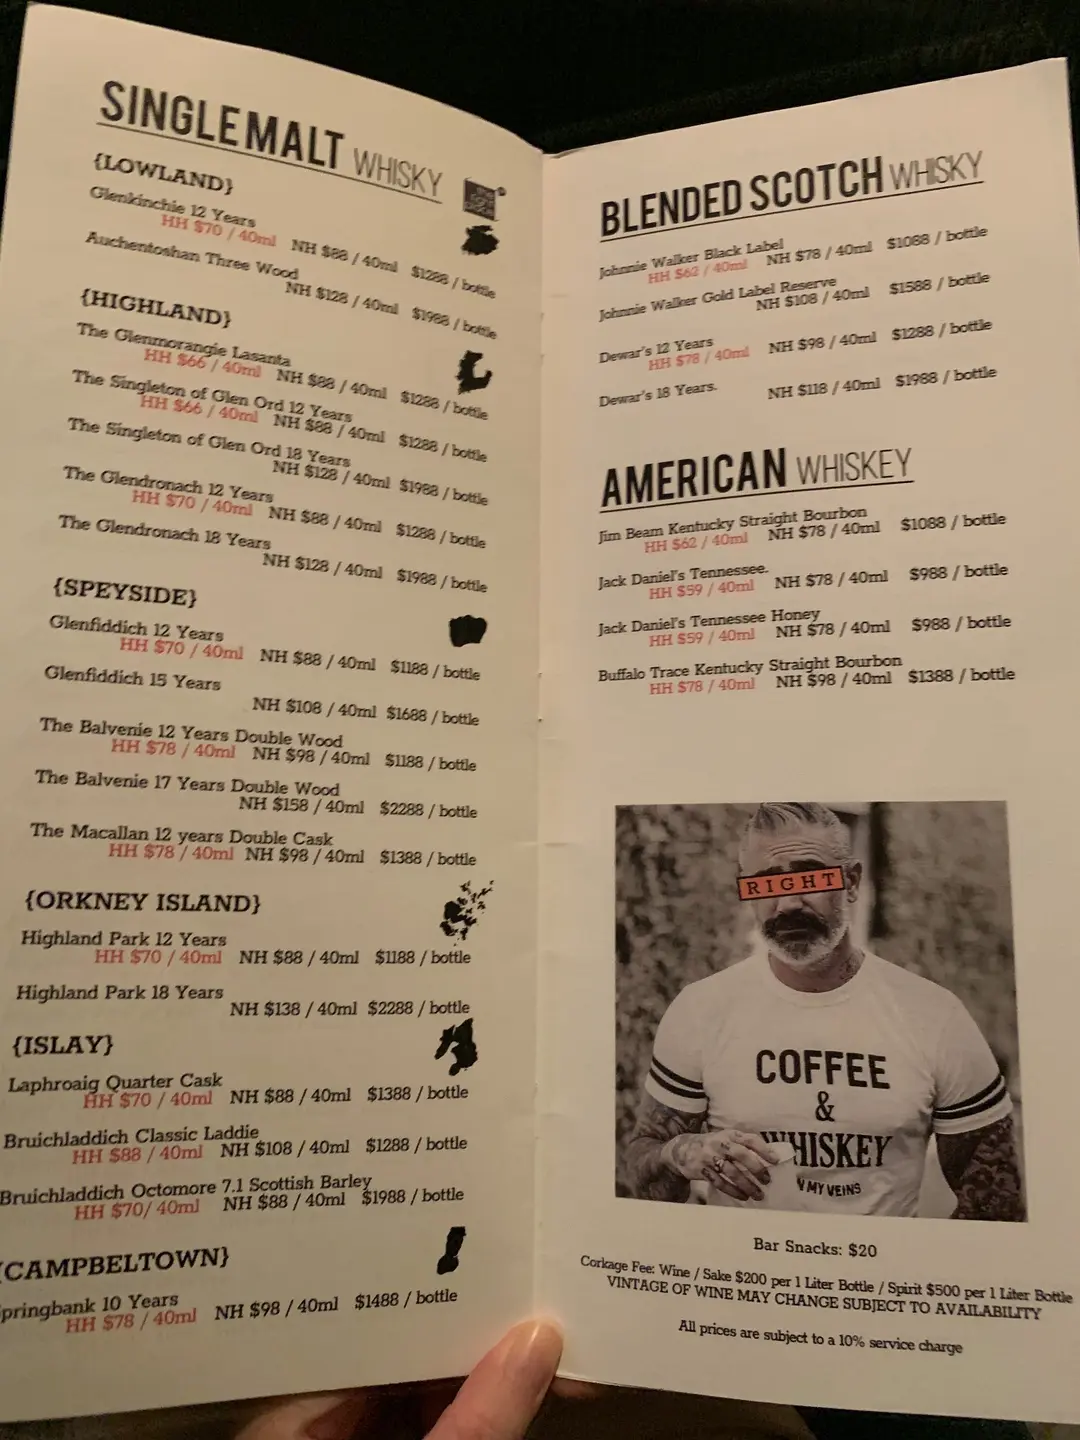 SINGLEMALT WHISKY
{LOWLAND}
Glenkinchie 12 Years
HH $70 / 40ml NH $88 / 40ml $1288 / bottle
Auchentoshan Three Wood
NH $128 / 40ml $1988 / bottle
{HIGHLAND}
The Glenmorangie Lasanta
HH $66 / 40ml NH $88 / 40ml $1288 / bottle
The Singleton of Glen Ord 12 Years
HH $66 / 40ml NH $88 / 40ml $1288 / bottle
The Singleton of Glen Ord 18 Years
NH $128 / 40ml $1988 / bottle
The Glendronach 12 Years
HH $70 / 40ml NH $88 / 40ml $1288 / bottle
The Glendronach 18 Years
NH $128 / 40ml $1988 / bottle
{SPEYSIDE}
Glenfiddich 12 Years
HH $70 / 40ml NH $88 / 40ml $1188 / bottle
Glenfiddich 15 Years
NH $108 / 40ml $1688 / bottle
The Balvenie 12 Years Double Wood
HH $78 / 40ml NH $98 / 40ml $1188 / bottle
The Balvenie 17 Years Double Wood
NH $158 / 40ml $2288 / bottle
The Macallan 12 years Double Cask
HH $78 / 40ml NH $98 / 40ml $1388 / bottle
{ORKNEY ISLAND}
Highland Park 12 Years
HH $70 / 40ml NH $88 / 40ml $1188 / bottle
Highland Park 18 Years
NH $138 / 40ml $2288 / bottle
{ISLAY}
Laphroaig Quarter Cask
HH $70 / 40ml NH $88 / 40ml $1388 / bottle
Bruichladdich Classic Laddie
HH $88 / 40ml NH $108 / 40ml $1288 / bottle
Bruichladdich Octomore 7.1 Scottish Barley
HH $70/ 40ml NH $88 / 40ml $1988 / bottle
{CAMPBELTOWN}
pringbank 10 Years
HH $78 / 40ml NH $98 / 40ml $1488 / bottle
BLENDED SCOTCH WHISKY
Johnnie Walker Black Label
HH $62 / 40ml NH $78 / 40ml $1088 / bottle
Johnnie Walker Gold Label Reserve
NH $108 / 40ml $1588 / bottle
Dewar's 12 Years
HH $78 / 40ml NH $98 / 40ml $1288 / bottle
Dewar's 18 Years.
NH $118 / 40ml $1988 / bottle
AMERICAN WHISKEY
Jim Beam Kentucky Straight Bourbon
HH $62 / 40ml NH $78 / 40ml $1088 / bottle
Jack Daniel's Tennessee.
HH $59 / 40ml NH $78 / 40ml $988 / bottle
Jack Daniel's Tennessee Honey
HH $59 / 40ml NH $78 / 40ml $988 / bottle
Buffalo Trace Kentucky Straight Bourbon
HH $78 / 40ml NH $98 / 40ml $1388 / bottle
RIGHT
COFFEE
&
WHISKEY
N MY VEINS
Bar Snacks: $20
Corkage Fee: Wine / Sake $200 per 1 Liter Bottle / Spirit $500 per 1 Liter Bottle
VINTAGE OF WINE MAY CHANGE SUBJECT TO AVAILABILITY
All prices are subject to a 10% service charge